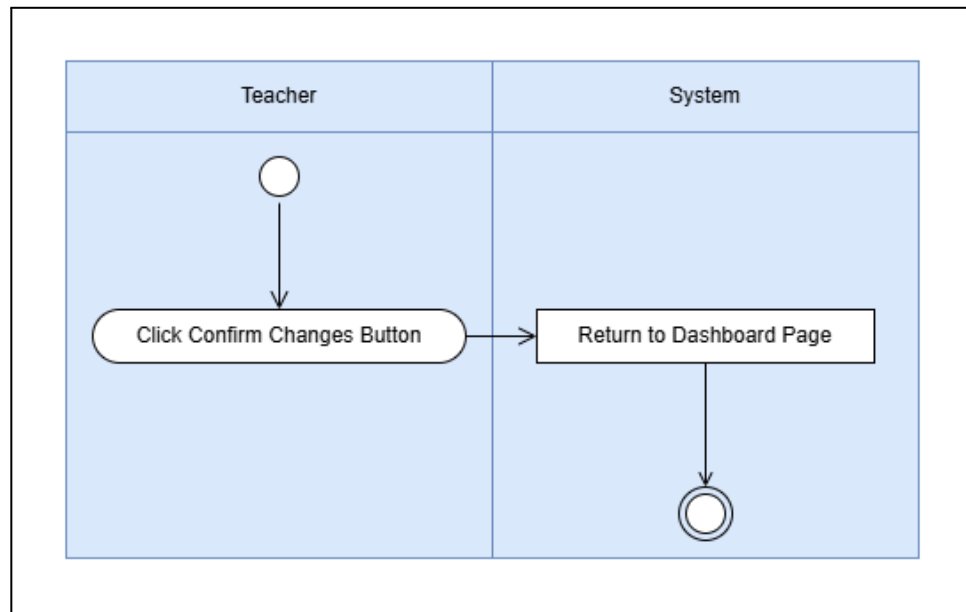 Teacher
System
Click Confirm Changes Button
Return to Dashboard Page